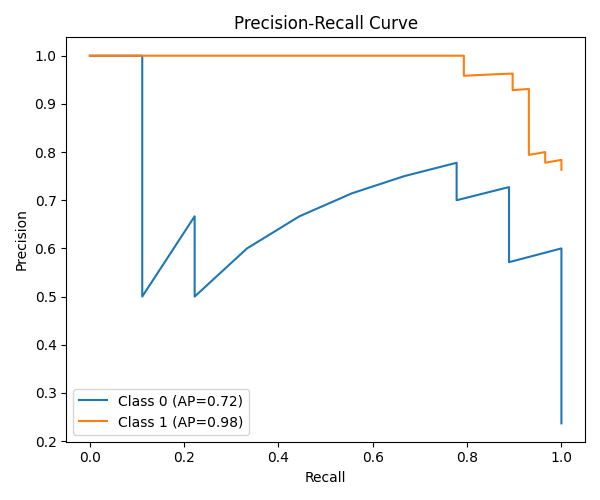 Precision-Recall Curve
Precision
1.0
0.9
0.8
0.7
0.6
0.5
0.4
0.3
0.2
Class 0 (AP=0.72)
Class 1 (AP=0.98)
0.0 0.2 0.4 0.6 0.8 1.0
Recall